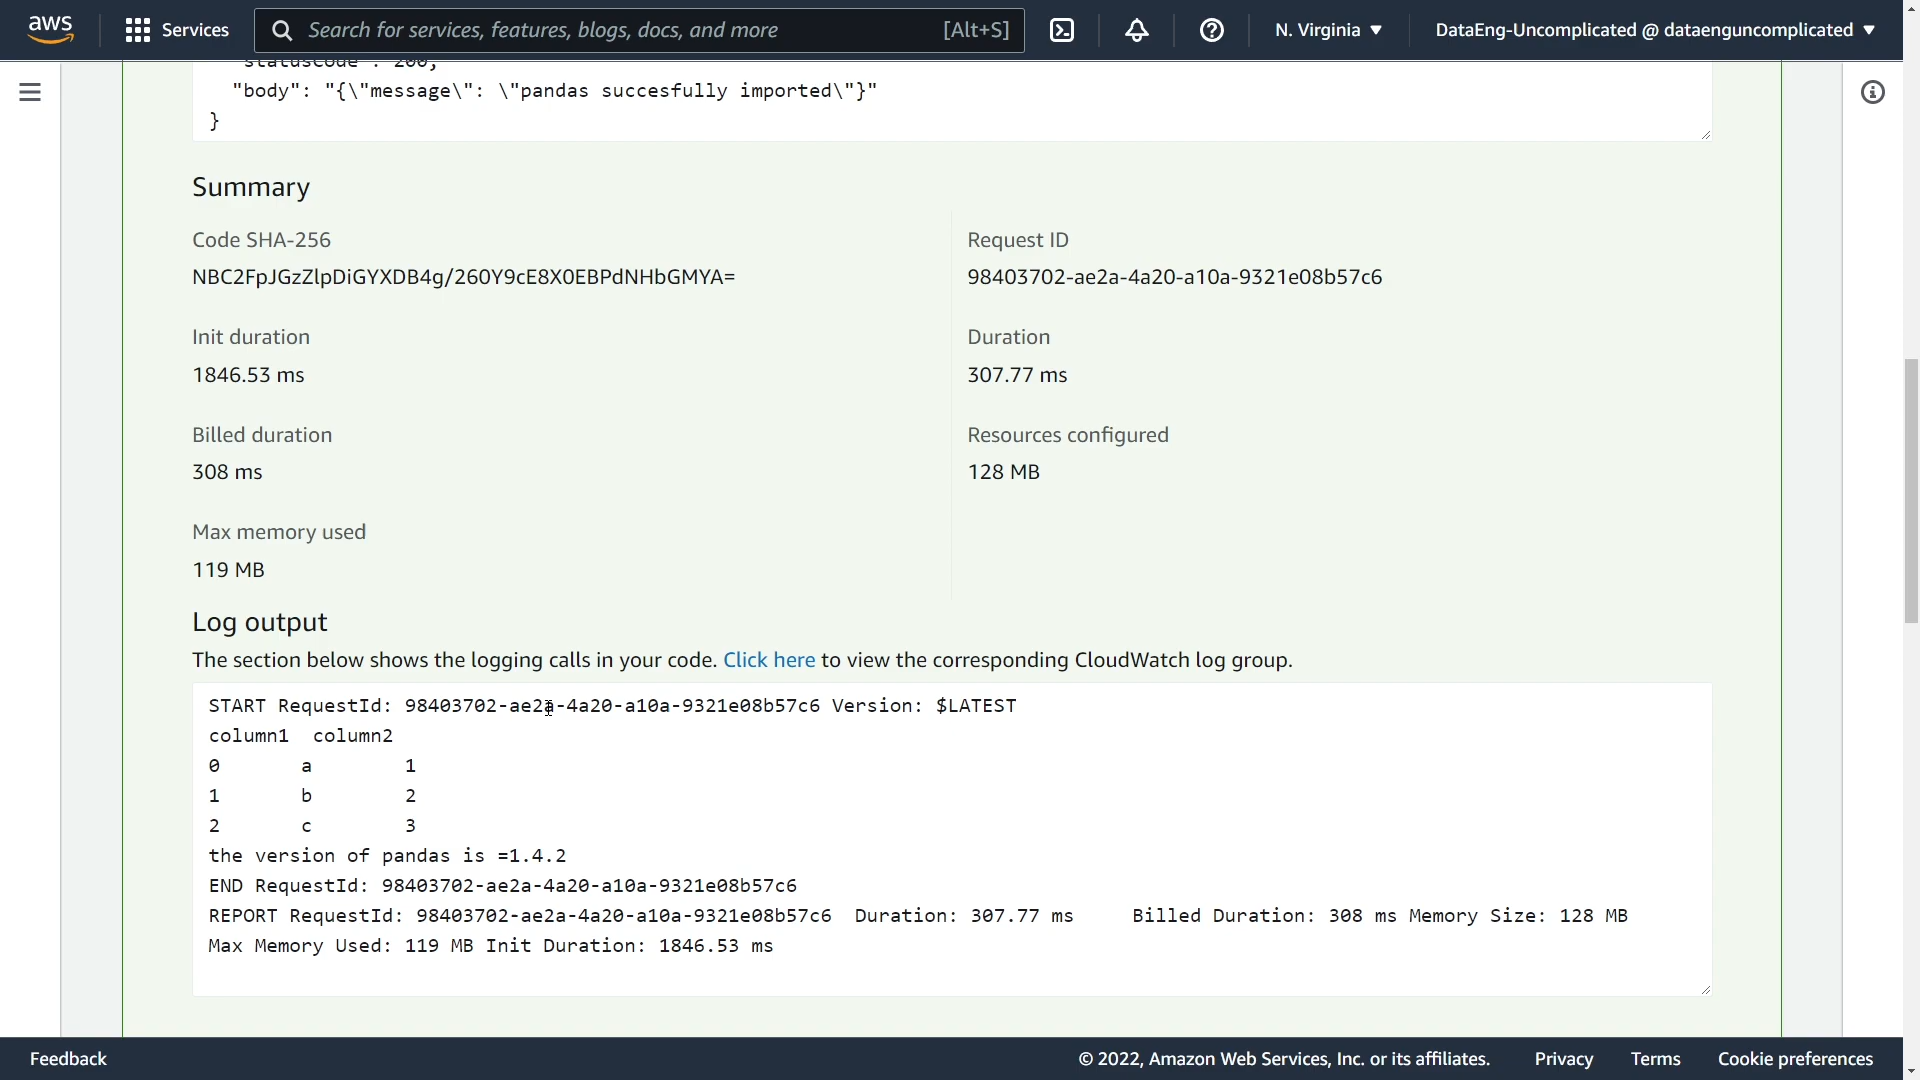 aws Services Search for services, features, blogs, docs, and more [Alt+S] N. Virginia DataEng-Uncomplicated @ dataenguncomplicated
"statusCode": 200,
"body": "{\"message\": \"pandas succesfully imported\"}"
}
Summary
Code SHA-256
NBC2FpJGzZlpDiGYXDB4g/260Y9cE8X0EBPdNHbGMYA=
Request ID
98403702-ae2a-4a20-a10a-9321e08b57c6
Init duration
1846.53 ms
Duration
307.77 ms
Billed duration
308 ms
Resources configured
128 MB
Max memory used
119 MB
Log output
The section below shows the logging calls in your code. Click here to view the corresponding CloudWatch log group.
START RequestId: 98403702-ae2a-4a20-a10a-9321e08b57c6 Version: $LATEST
column1 column2
0 a 1
1 b 2
2 c 3
the version of pandas is =1.4.2
END RequestId: 98403702-ae2a-4a20-a10a-9321e08b57c6
REPORT RequestId: 98403702-ae2a-4a20-a10a-9321e08b57c6 Duration: 307.77 ms Billed Duration: 308 ms Memory Size: 128 MB
Max Memory Used: 119 MB Init Duration: 1846.53 ms
Feedback © 2022, Amazon Web Services, Inc. or its affiliates. Privacy Terms Cookie preferences